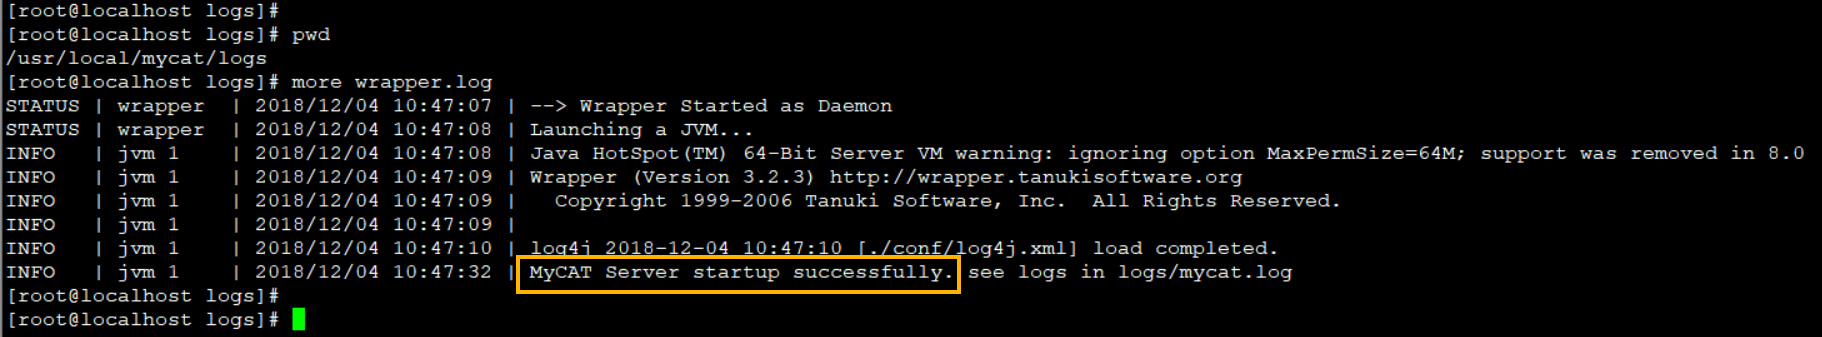 [root@localhost logs]#
[root@localhost logs]# pwd
/usr/local/mycat/logs
[root@localhost logs]# more wrapper.log
STATUS | wrapper  | 2018/12/04 10:47:07 | --> Wrapper Started as Daemon
STATUS | wrapper  | 2018/12/04 10:47:08 | Launching a JVM...
INFO   | jvm 1    | 2018/12/04 10:47:08 | Java HotSpot(TM) 64-Bit Server VM warning: ignoring option MaxPermSize=64M; support was removed in 8.0
INFO   | jvm 1    | 2018/12/04 10:47:09 | Wrapper (Version 3.2.3) http://wrapper.tanukisoftware.org
INFO   | jvm 1    | 2018/12/04 10:47:09 |   Copyright 1999-2006 Tanuki Software, Inc.  All Rights Reserved.
INFO   | jvm 1    | 2018/12/04 10:47:09 |
INFO   | jvm 1    | 2018/12/04 10:47:10 | log4j 2018-12-04 10:47:10 [./conf/log4j.xml] load completed.
INFO   | jvm 1    | 2018/12/04 10:47:32 | MyCAT Server startup successfully. see logs in logs/mycat.log
[root@localhost logs]#
[root@localhost logs]#